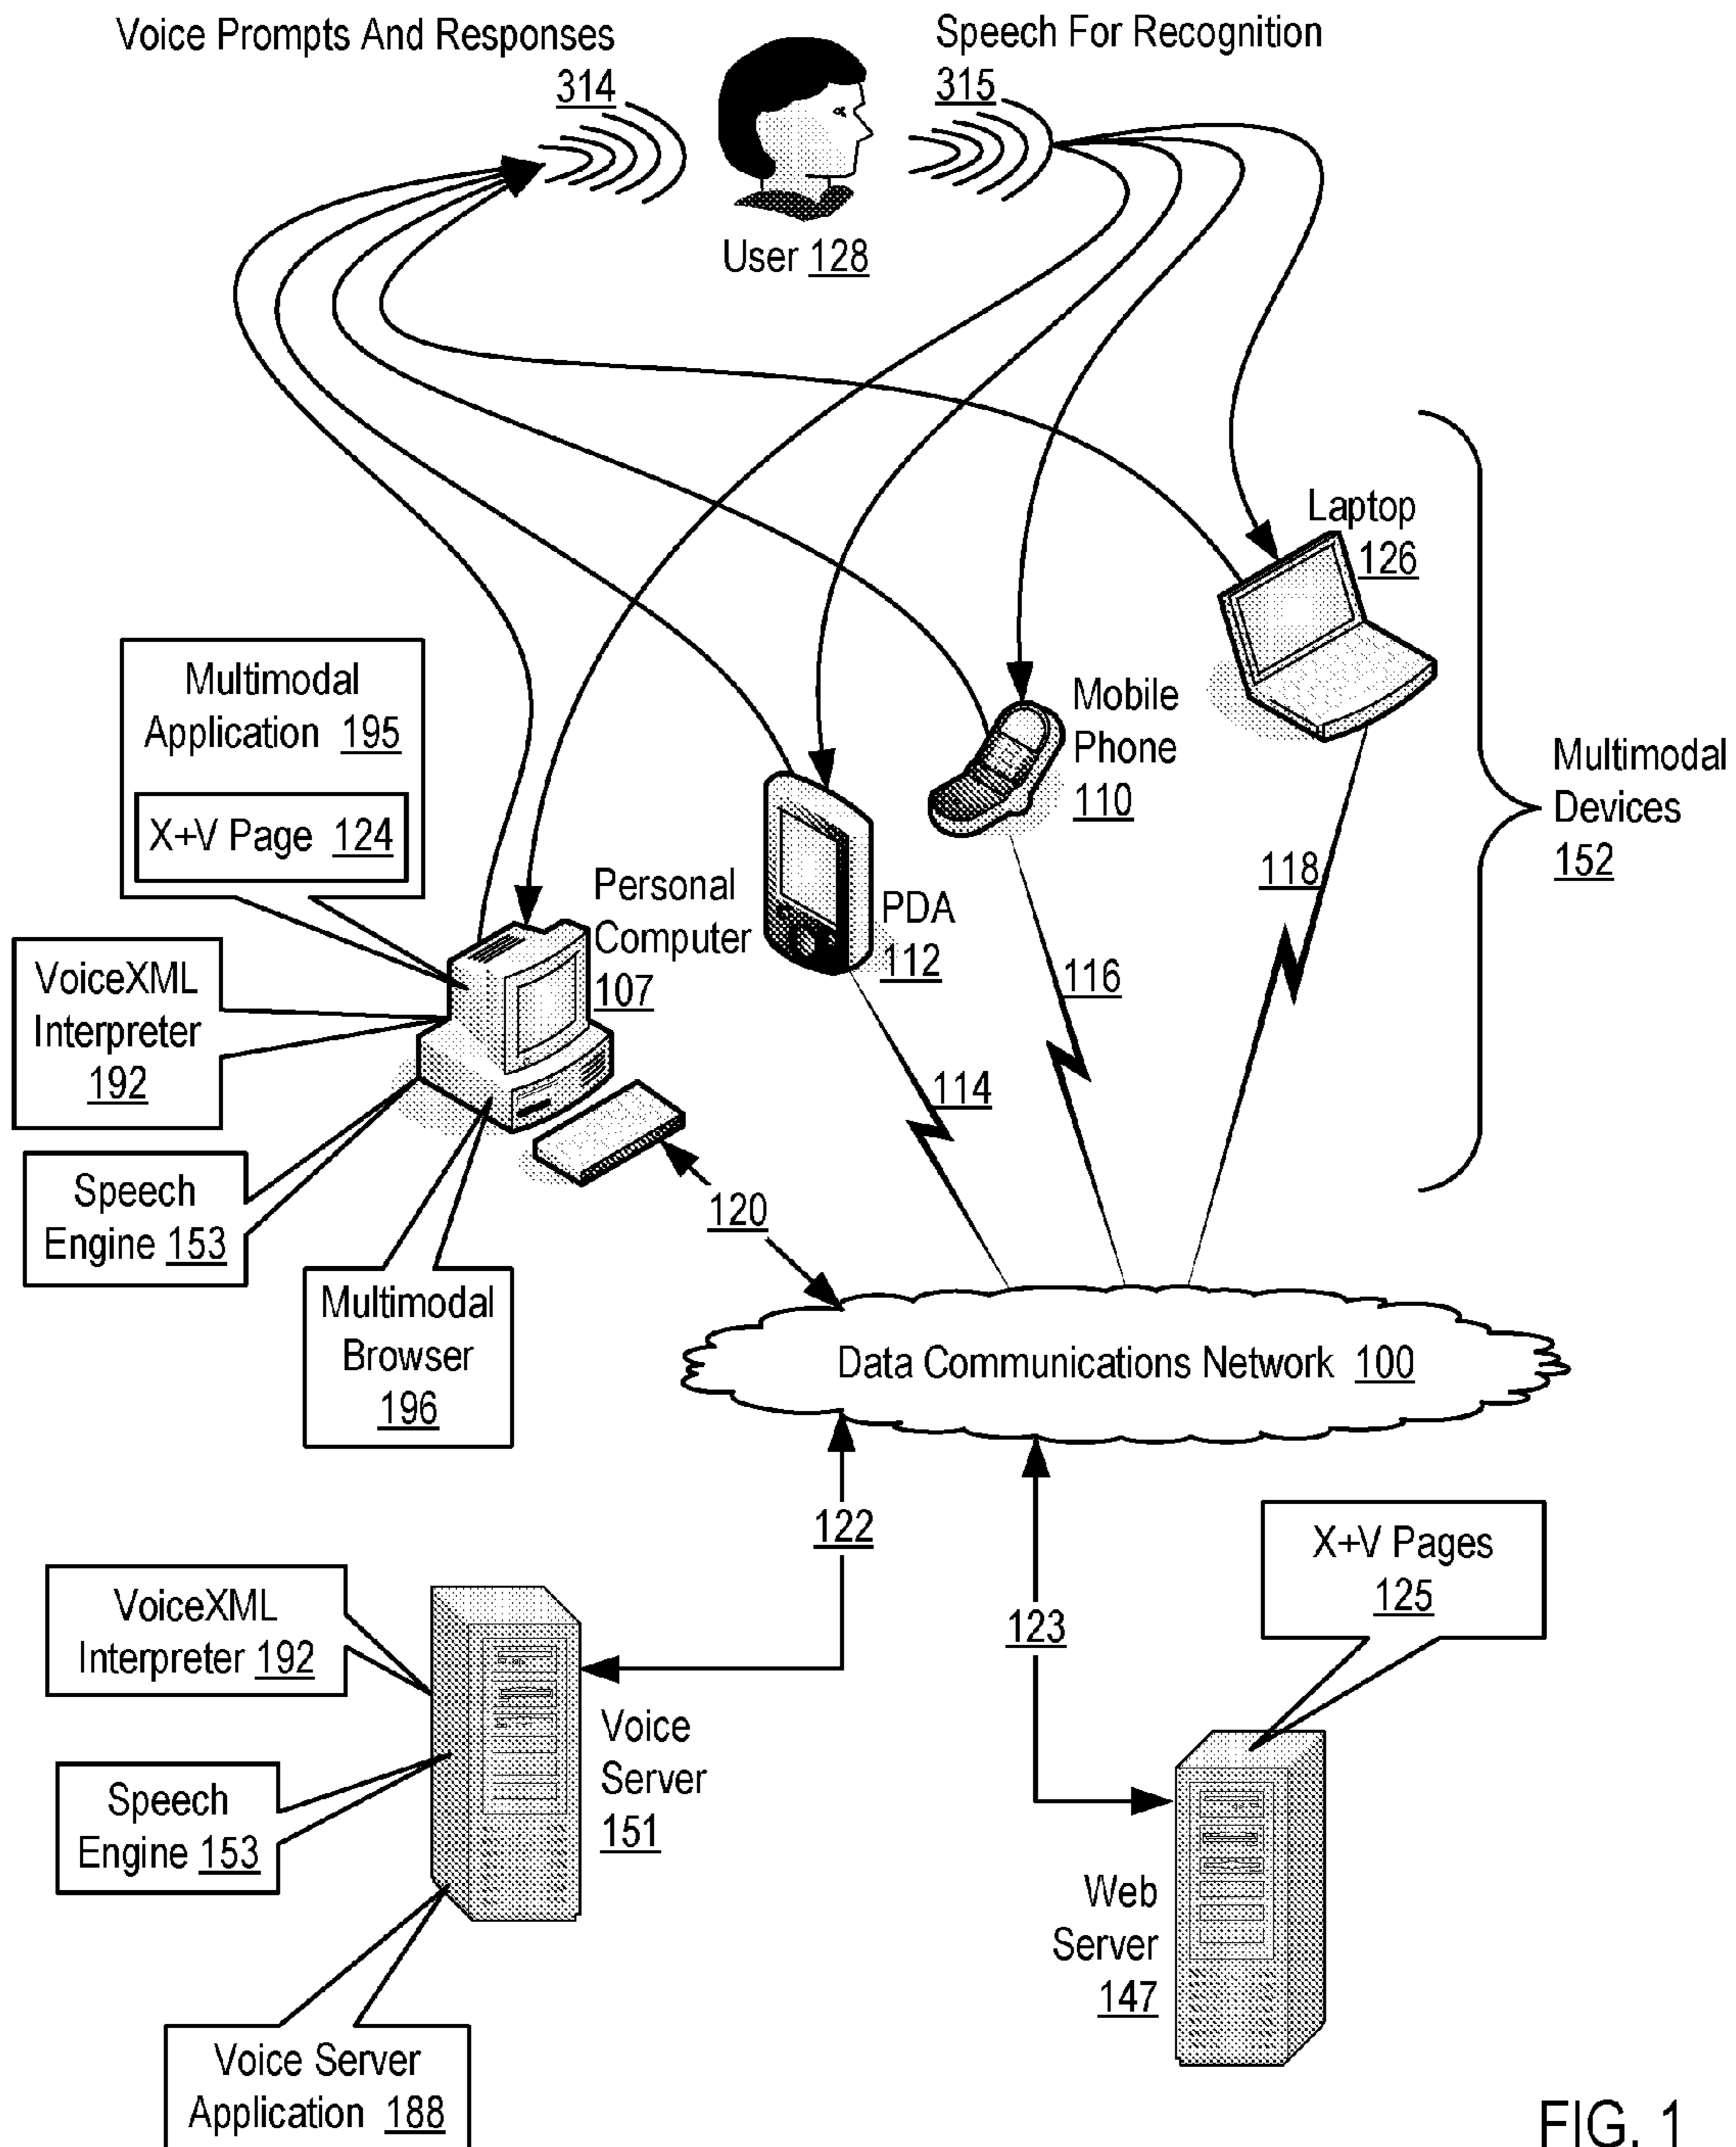 Voice Prompts And Responses
314
Speech For Recognition
315
User 128
Laptop
126
Multimodal
Application 195
X+V Page 124
Mobile
Phone
110
Multimodal
Devices
152
118
Personal
Computer
107
PDA
112
VoiceXML
Interpreter
192
116
114
Speech
Engine 153
120
Multimodal
Browser
196
Data Communications Network 100
122
X+V Pages
125
VoiceXML
Interpreter 192
123
Voice
Server
151
Speech
Engine 153
Web
Server
147
Voice Server
Application 188
FIG. 1